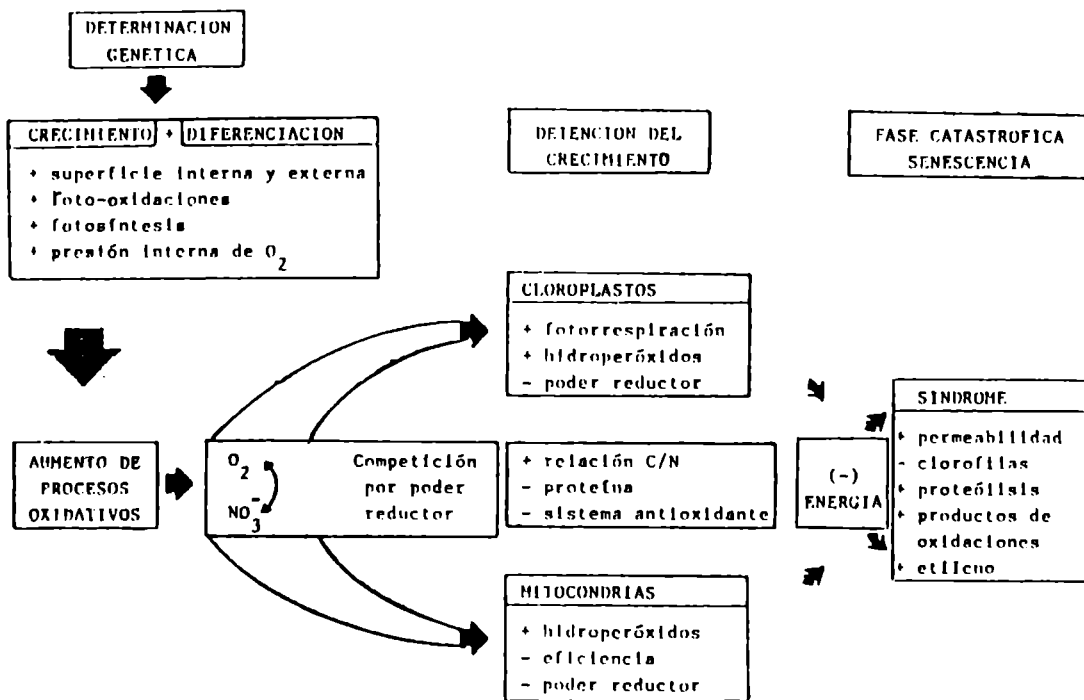 DETERMINACION
GENETICA
CRECIMIENTO + DIFERENCIACION
+ superficie interna y externa
+ foto-oxidaciones
+ fotosíntesis
+ presión interna de O2
DETENCION DEL
CRECIMIENTO
FASE CATASTROFICA
SENESCENCIA
CLOROPLASTOS
+ fotorrespiración
+ hidroperóxidos
- poder reductor
AUMENTO DE
PROCESOS
OXIDATIVOS
O2
NO3-
Competición
por poder
reductor
+ relación C/N
- proteína
- sistema antioxidante
(-)
ENERGIA
SINDROME
+ permeabilidad
- clorofilas
+ proteólisis
+ productos de
oxidaciones
+ etileno
MITOCONDRIAS
+ hidroperóxidos
- eficiencia
- poder reductor